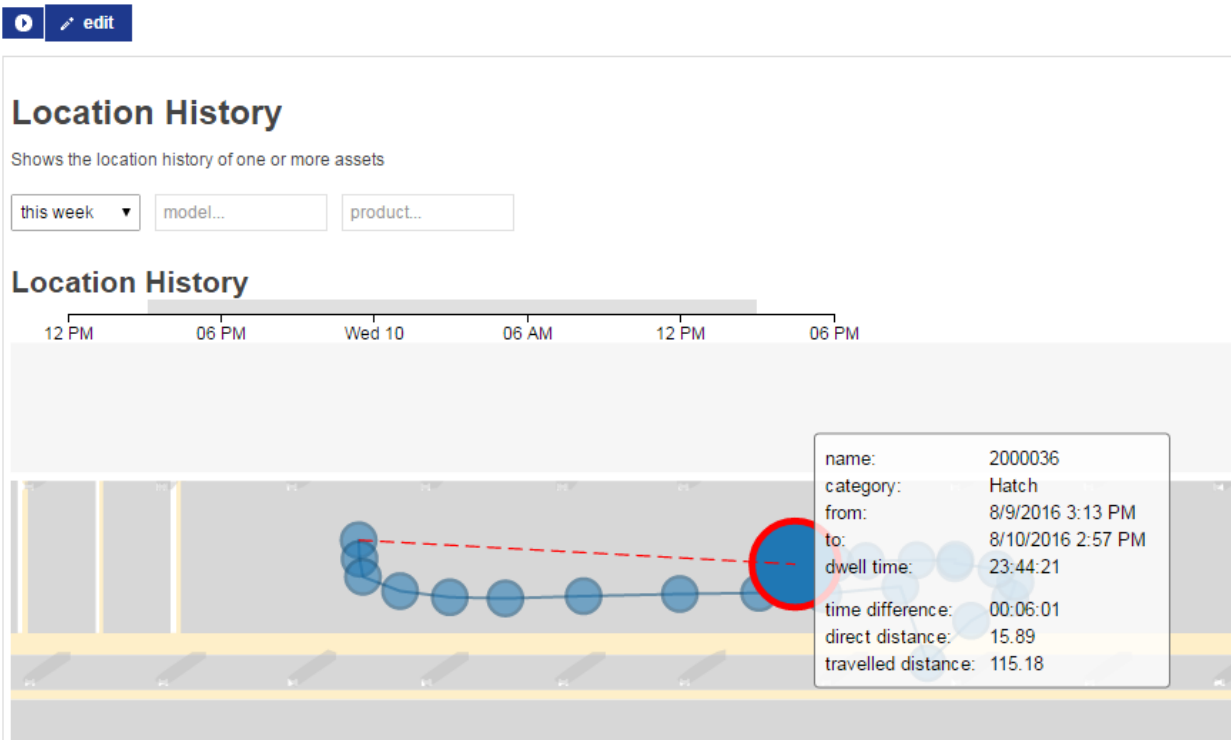 edit
Location History
Shows the location history of one or more assets
this week ▼ model... product...
Location History
12 PM 06 PM Wed 10 06 AM 12 PM 06 PM
name: 2000036
category: Hatch
from: 8/9/2016 3:13 PM
to: 8/10/2016 2:57 PM
dwell time: 23:44:21
time difference: 00:06:01
direct distance: 15.89
travelled distance: 115.18